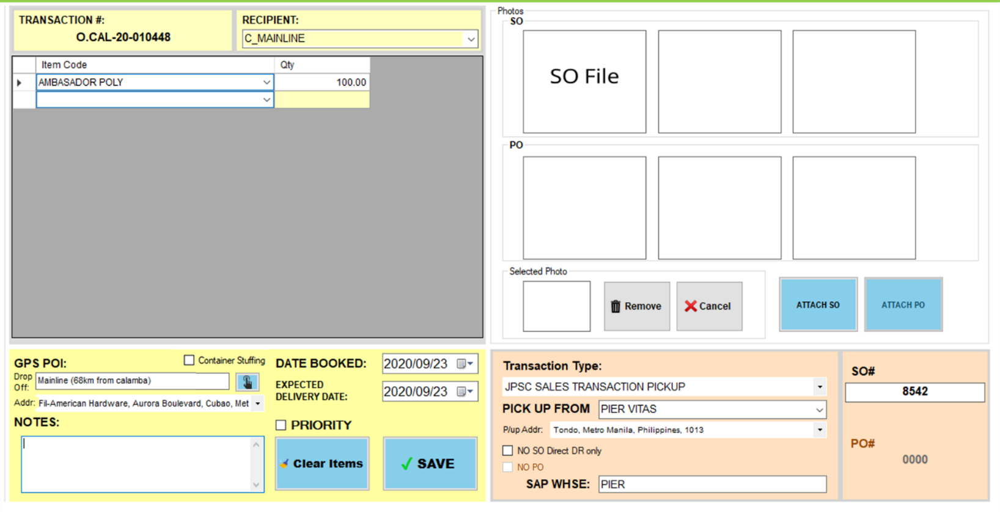 TRANSACTION #:
O.CAL-20-010448
RECIPIENT:
C_MAINLINE
Item Code
Qty
AMBASADOR POLY
100.00
Photos
SO
SO File
PO
Selected Photo
Remove
Cancel
ATTACH SO
ATTACH PO
GPS POI:
Container Stuffing
Drop Off:
Mainline (68km from calamba)
Addr:
Fil-American Hardware, Aurora Boulevard, Cubao, Met
NOTES:
DATE BOOKED:
2020/09/23
EXPECTED
DELIVERY DATE:
2020/09/23
PRIORITY
Clear Items
SAVE
Transaction Type:
JPSC SALES TRANSACTION PICKUP
PICK UP FROM
PIER VITAS
P/up Addr:
Tondo, Metro Manila, Philippines, 1013
NO SO Direct DR only
NO PO
SAP WHSE:
PIER
SO#
8542
PO#
0000